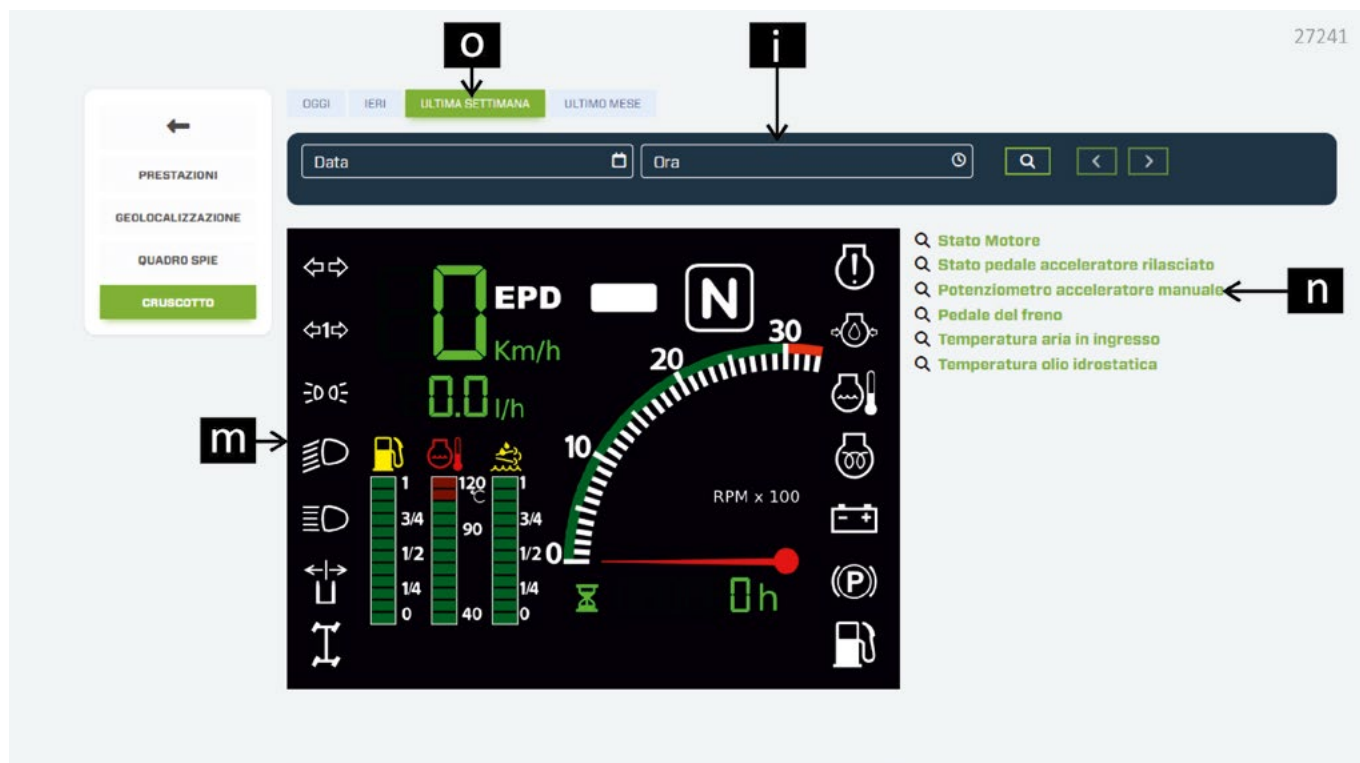 27241
o
i
OGGI IERI ULTIMA SETTIMANA ULTIMO MESE
Data Ora
PRESTAZIONI
GEOLOCALIZZAZIONE
QUADRO SPIE
CRUSCOTTO
Stato Motore
Stato pedale acceleratore rilasciato
Potenziometro acceleratore manuale
n
Pedale del freno
Temperatura aria in ingresso
Temperatura olio idrostatica
m
0 EPD N
Km/h
0.0 l/h
1
30
20
10
0
RPM x 100
1 120 1
°C
3/4 90 3/4
1/2 1/2
1/4 1/4
0 40 0
0h
P